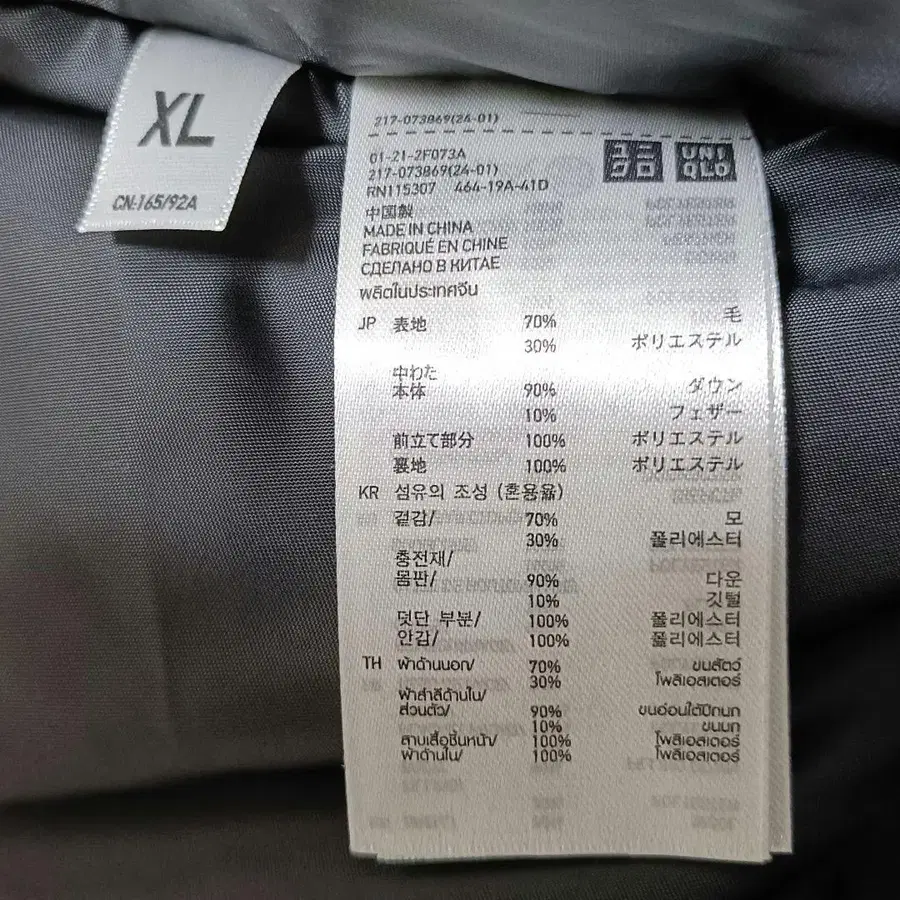 XL
CN:165/92A
217-073869(24-01)
01-21-2F073A
217-073869(24-01)
RN115307 464-19A-41D
ユニクロ UNIQLO
中国製
MADE IN CHINA
FABRIQUÉ EN CHINE
СДЕЛАНО В КИТАЕ
ผลิตในประเทศจีน
JP 表地 70% 毛
30% ポリエステル
中わた
本体 90% ダウン
10% フェザー
前立て部分 100% ポリエステル
裏地 100% ポリエステル
KR 섬유의 조성 (혼용율)
겉감/ 70% 모
30% 폴리에스터
충전재/
몸판/ 90% 다운
10% 깃털
덧단 부분/ 100% 폴리에스터
안감/ 100% 폴리에스터
TH ผ้าด้านนอก/ 70% ขนสัตว์
30% โพลีเอสเตอร์
ผ้าสำลีด้านใน/
ส่วนตัว/ 90% ขนอ่อนใต้ปีกนก
10% ขนนก
สาบเสื้อชิ้นหน้า/ 100% โพลีเอสเตอร์
ผ้าด้านใน/ 100% โพลีเอสเตอร์